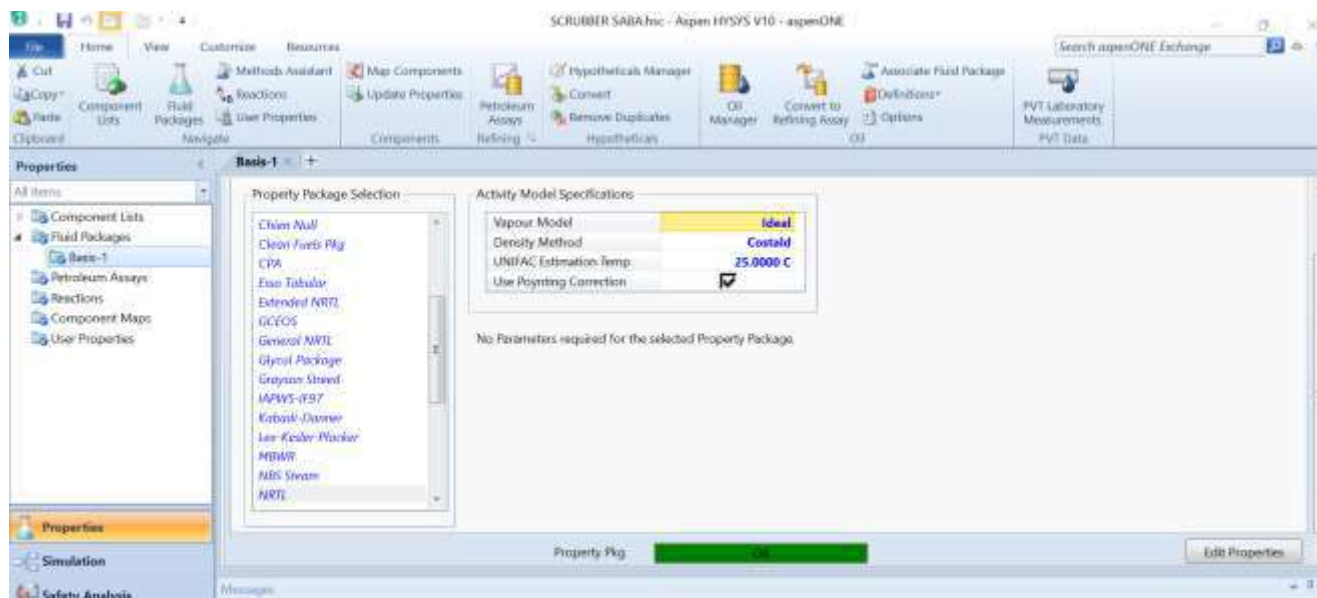 SCRUBBER SABA.hsc - Aspen HYSYS V10 - aspenONE
File Home View Customize Resources
Search aspenONE Exchange
Cut
Copy
Paste
Clipboard
Component Lists
Fluid Packages
Methods Assistant
Reactions
User Properties
Navigate
Map Components
Update Properties
Components
Petroleum Assays
Refining
Hypotheticals Manager
Convert
Remove Duplicates
Hypotheticals
Oil Manager
Convert to Refining Assay
Associate Fluid Package
Definitions
Options
Oil
PVT Laboratory Measurements
PVT Data
Properties
All Items
Component Lists
Fluid Packages
Basis-1
Petroleum Assays
Reactions
Component Maps
User Properties
Properties
Simulation
Safety Analysis
Basis-1 +
Property Package Selection
Chien Null
Clean Fuels Pkg
CPA
Esso Tabular
Extended NRTL
GCEOS
General NRTL
Glycol Package
Grayson Streed
IAPWS-IF97
Kabadi-Danner
Lee-Kesler-Plocker
MBWR
NBS Steam
NRTL
Activity Model Specifications
Vapour Model Ideal
Density Method Costald
UNIFAC Estimation Temp 25.0000 C
Use Poynting Correction
No Parameters required for the selected Property Package.
Property Pkg OK
Edit Properties
Messages